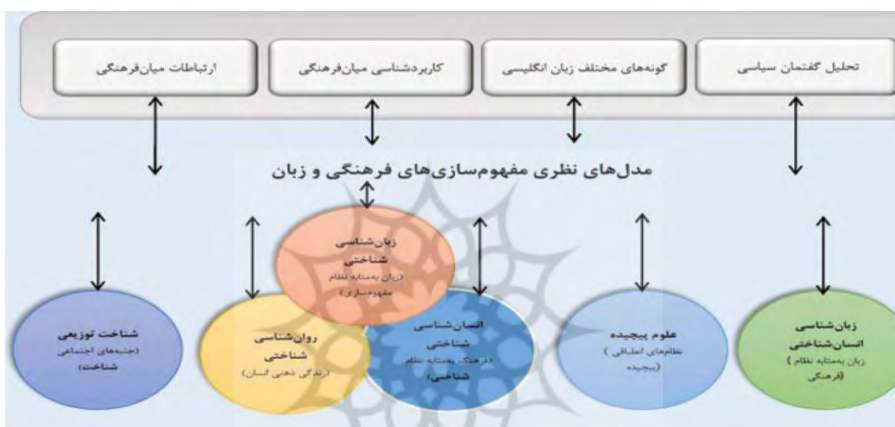 تحلیل گفتمان سیاسی
گونه‌های مختلف زبان انگلیسی
کاربردشناسی میان‌فرهنگی
ارتباطات میان‌فرهنگی
مدل‌های نظری مفهوم‌سازی‌های فرهنگی و زبان
زبان‌شناسی
شناختی
(زبان به‌مثابه نظام
مفهوم‌سازی)
زبان‌شناسی
انسان‌شناختی
زبان به‌مثابه نظام )
(فرهنگی
علوم پیچیده
نظام‌های انطباقی )
(پیچیده
انسان‌شناسی
شناختی
(فرهنگ به‌مثابه نظام
شناختی)
روان‌شناسی
شناختی
(زندگی ذهنی انسان)
شناخت توزیعی
(جنبه‌های اجتماعی
شناخت)